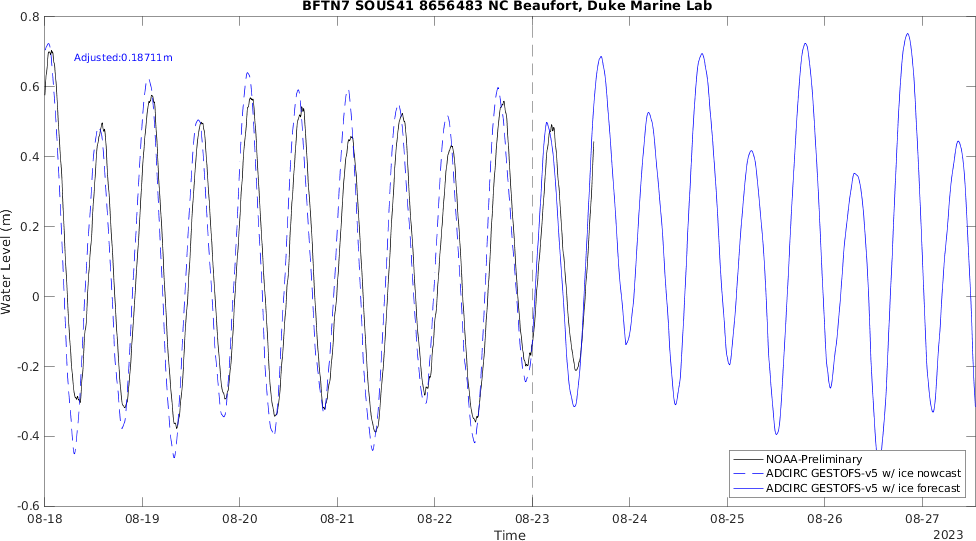 BFTN7 SOUS41 8656483 NC Beaufort, Duke Marine Lab
Adjusted:0.18711m
0.8
0.6
0.4
0.2
0
-0.2
-0.4
-0.6
Water Level (m)
NOAA-Preliminary
ADCIRC GESTOFS-v5 w/ ice nowcast
ADCIRC GESTOFS-v5 w/ ice forecast
08-18 08-19 08-20 08-21 08-22 08-23 08-24 08-25 08-26 08-27
Time
2023